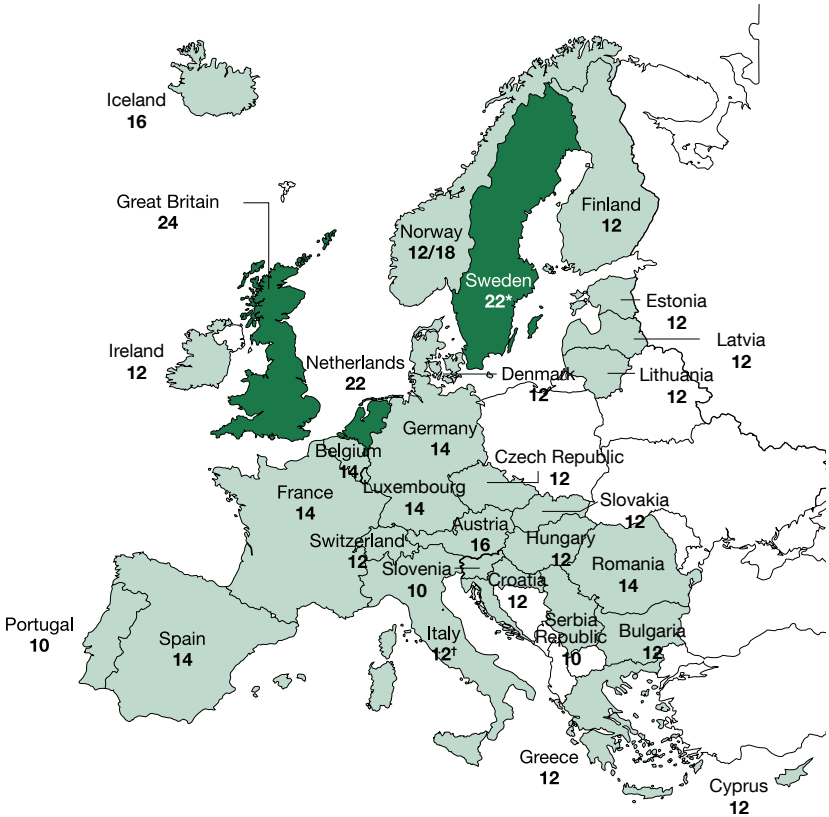 Iceland
16
Great Britain
24
Norway
12/18
Finland
12
Sweden
22*
Estonia
12
Ireland
12
Netherlands
22
Latvia
12
Denmark
12
Lithuania
12
Germany
14
Belgium
14
Czech Republic
12
France
14
Luxembourg
14
Slovakia
12
Austria
16
Switzerland
12
Hungary
12
Slovenia
10
Croatia
12
Romania
14
Portugal
10
Spain
14
Italy
12†
Serbia
Republic
10
Bulgaria
12
Greece
12
Cyprus
12